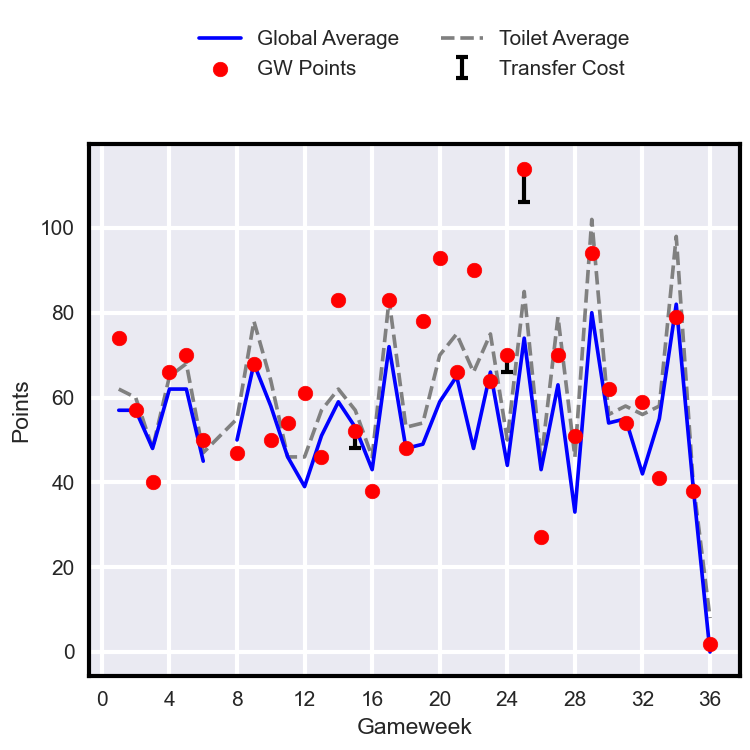 Global Average
Toilet Average
GW Points
Transfer Cost
100
80
60
40
20
0
Points
0 4 8 12 16 20 24 28 32 36
Gameweek